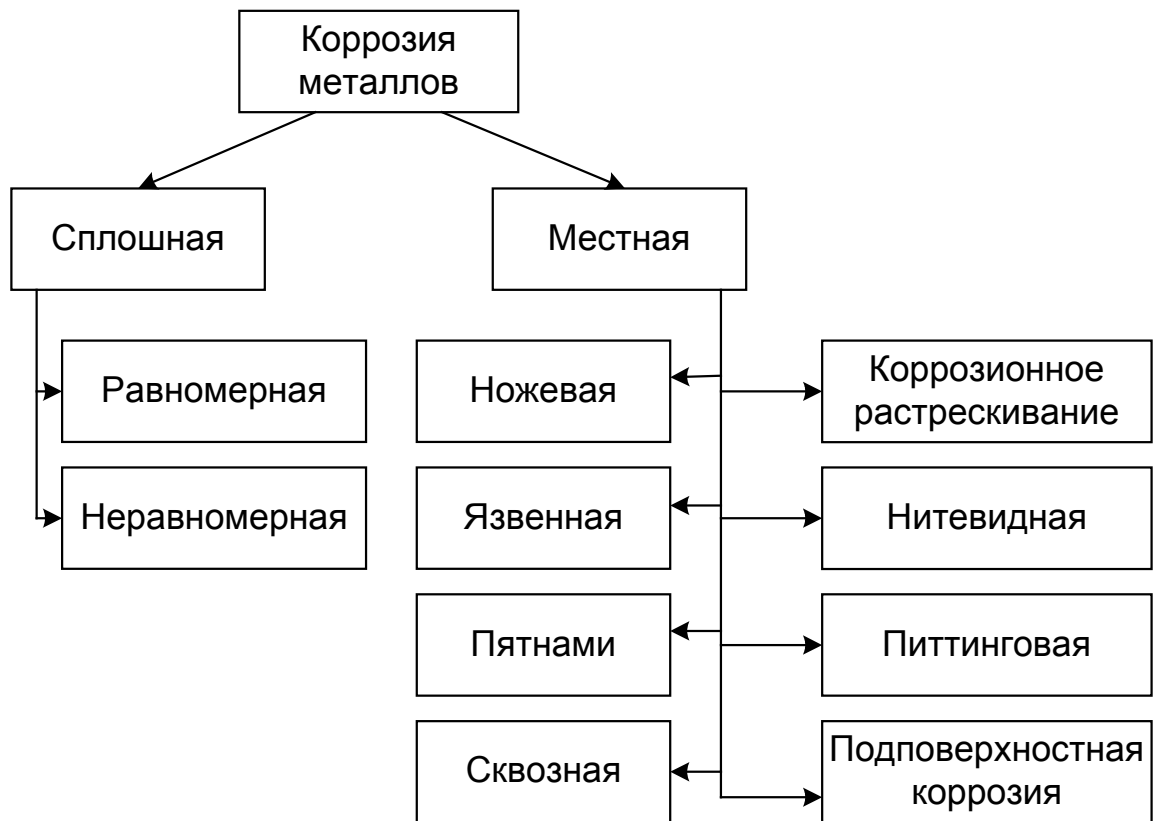 Коррозия
металлов
Сплошная
Местная
Равномерная
Ножевая
Коррозионное
растрескивание
Неравномерная
Язвенная
Нитевидная
Пятнами
Питтинговая
Сквозная
Подповерхностная
коррозия